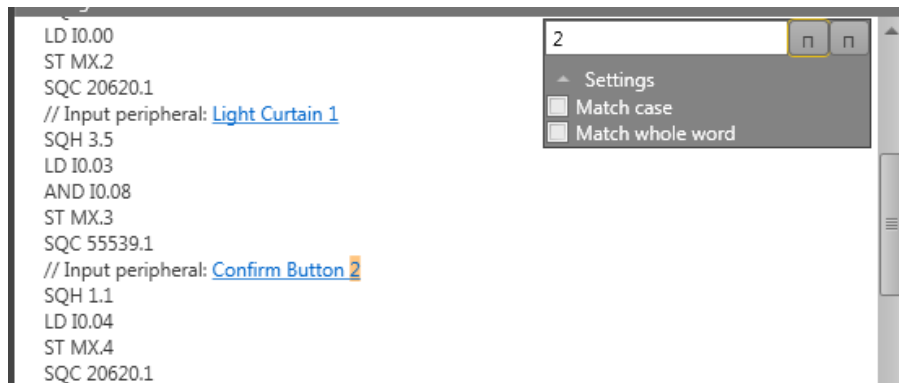 LD I0.00
ST MX.2
SQC 20620.1
// Input peripheral: Light Curtain 1
SQH 3.5
LD I0.03
AND I0.08
ST MX.3
SQC 55539.1
// Input peripheral: Confirm Button 2
SQH 1.1
LD I0.04
ST MX.4
SQC 20620.1
2
Settings
Match case
Match whole word